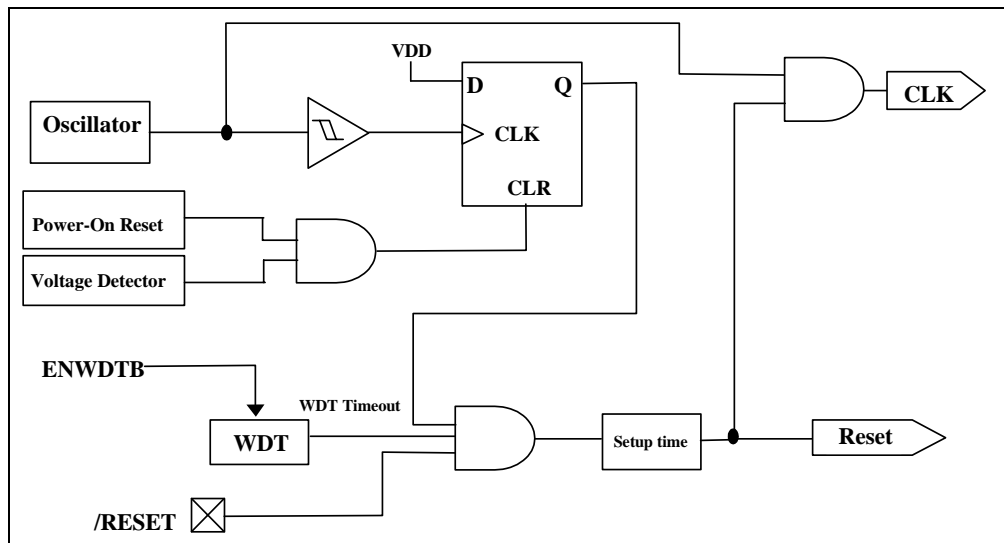 VDD
D
Q
CLK
Oscillator
CLK
CLR
Power-On Reset
Voltage Detector
ENWDTB
WDT Timeout
WDT
Setup time
Reset
/RESET